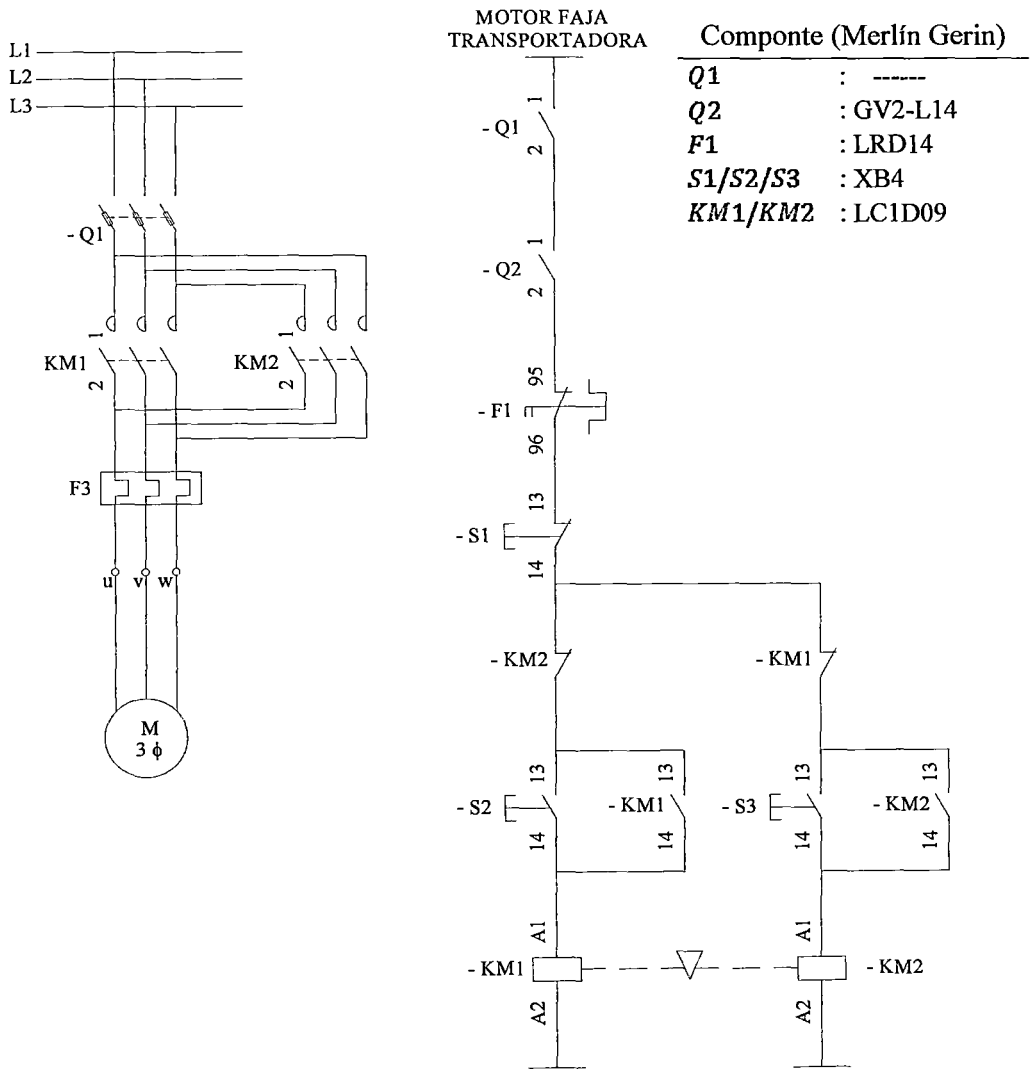 MOTOR FAJA
TRANSPORTADORA
Componte (Merlín Gerin)
Q1 : ------
Q2 : GV2-L14
F1 : LRD14
S1/S2/S3 : XB4
KM1/KM2 : LC1D09
L1
L2
L3
- Q1
1
KM1
2
1
KM2
2
F3
u
v
w
M
3 ϕ
1
- Q1
2
1
- Q2
2
95
- F1
96
13
- S1
14
- KM2
- KM1
13
- S2
14
13
- KM1
14
13
- S3
14
13
- KM2
14
A1
- KM1
A2
A1
- KM2
A2